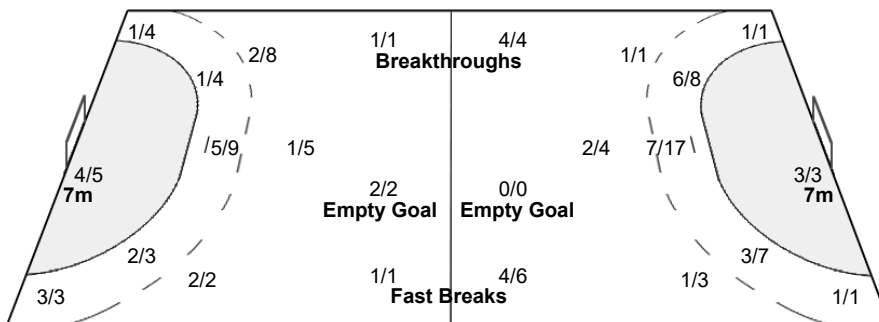 1/4 1/1 4/4 1/1
2/8 1/1
Breakthroughs
1/4 6/8
5/9 1/5 2/4 7/17
4/5 3/3
7m 7m
2/2 0/0
Empty Goal Empty Goal
2/3 3/7
2/2 1/1 4/6 1/3
3/3 1/1
Fast Breaks